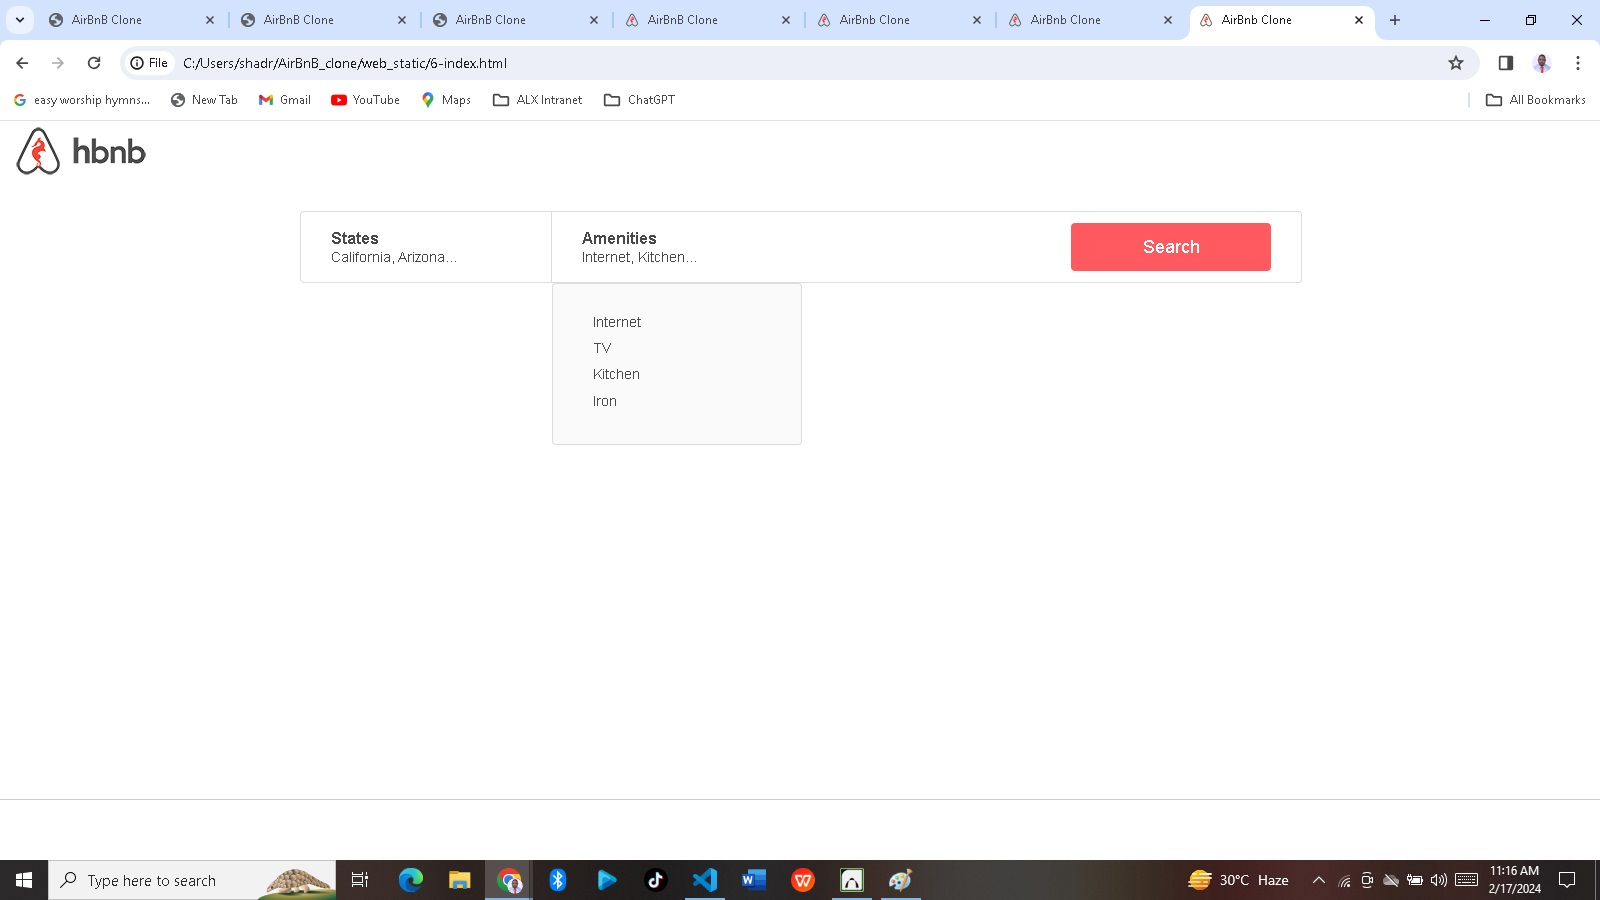 AirBnB Clone
AirBnB Clone
AirBnB Clone
AirBnb Clone
AirBnb Clone
AirBnb Clone
AirBnb Clone
File C:/Users/shadr/AirBnB_clone/web_static/6-index.html
easy worship hymns... New Tab Gmail YouTube Maps ALX Intranet ChatGPT All Bookmarks
hbnb
States
California, Arizona...
Amenities
Internet, Kitchen...
Search
Internet
TV
Kitchen
Iron
Type here to search
30°C Haze
11:16 AM
2/17/2024